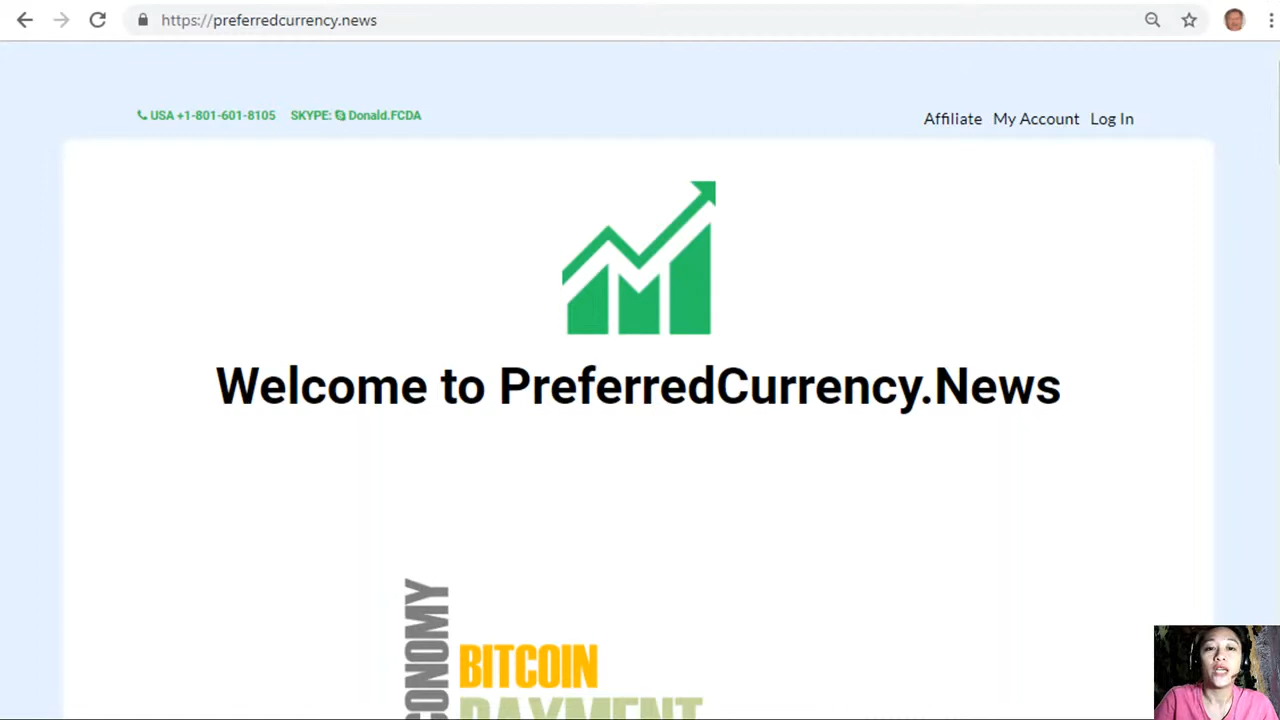 https://preferredcurrency.news
USA +1-801-601-8105 SKYPE: Donald.FCDA
Affiliate My Account Log In
Welcome to PreferredCurrency.News
BITCOIN
PAYMENT